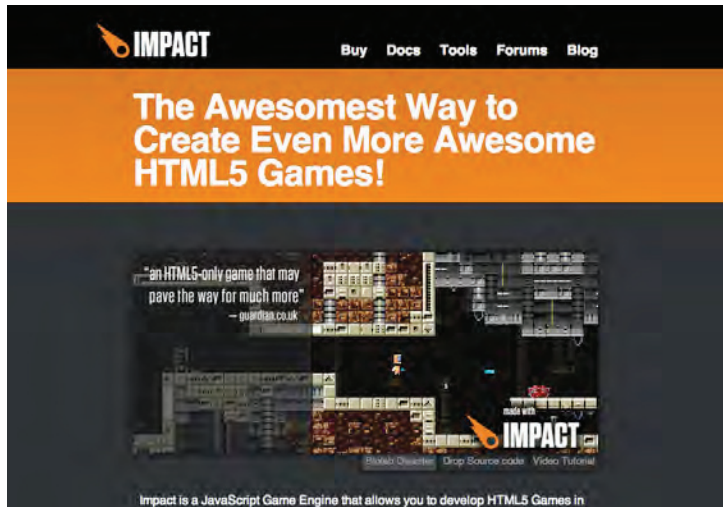 IMPACT
Buy Docs Tools Forums Blog
The Awesomest Way to
Create Even More Awesome
HTML5 Games!
"an HTML5-only game that may
pave the way for much more"
— guardian.co.uk
made with
IMPACT
Biolab Disaster Drop Source code Video Tutorial
Impact is a JavaScript Game Engine that allows you to develop HTML5 Games in